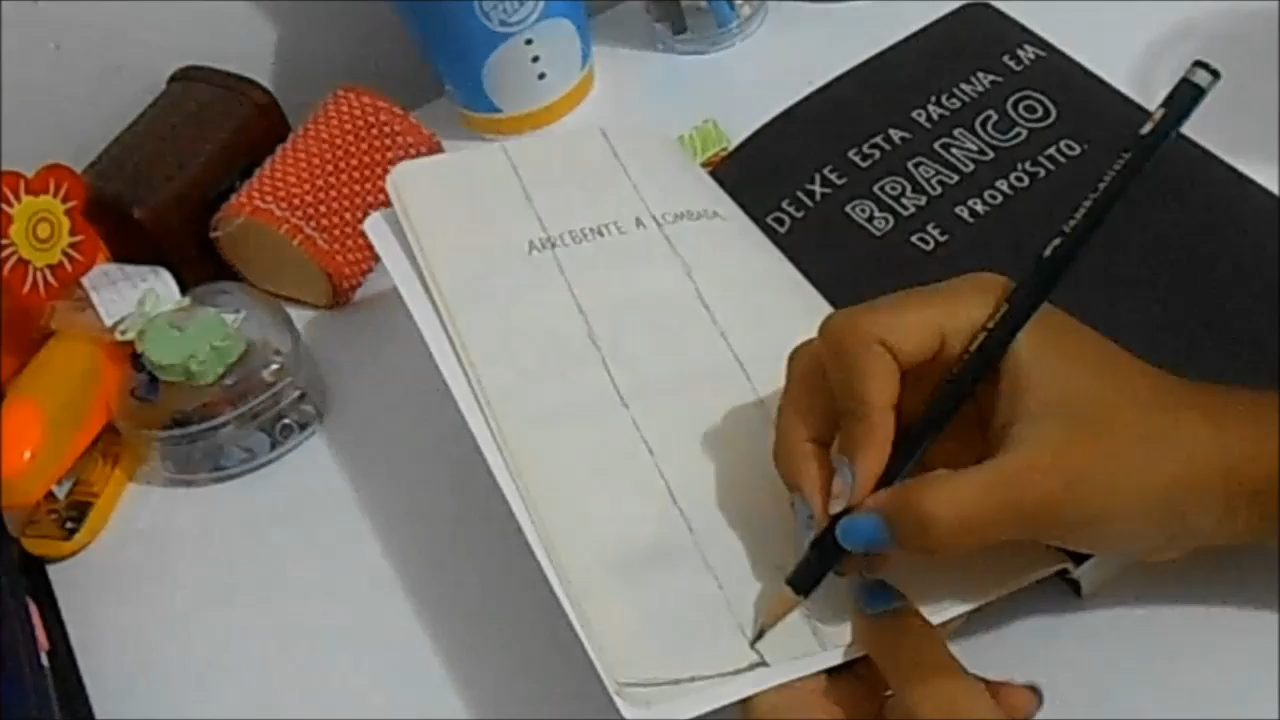 DEIXE ESTA PÁGINA EM
BRANCO
DE PROPÓSITO.
ARREBENTE A LOMBADA.